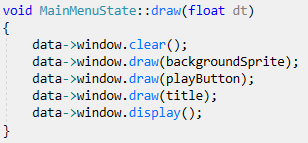 void MainMenuState::draw(float dt)
{
    data->window.clear();
    data->window.draw(backgroundSprite);
    data->window.draw(playButton);
    data->window.draw(title);
    data->window.display();
}